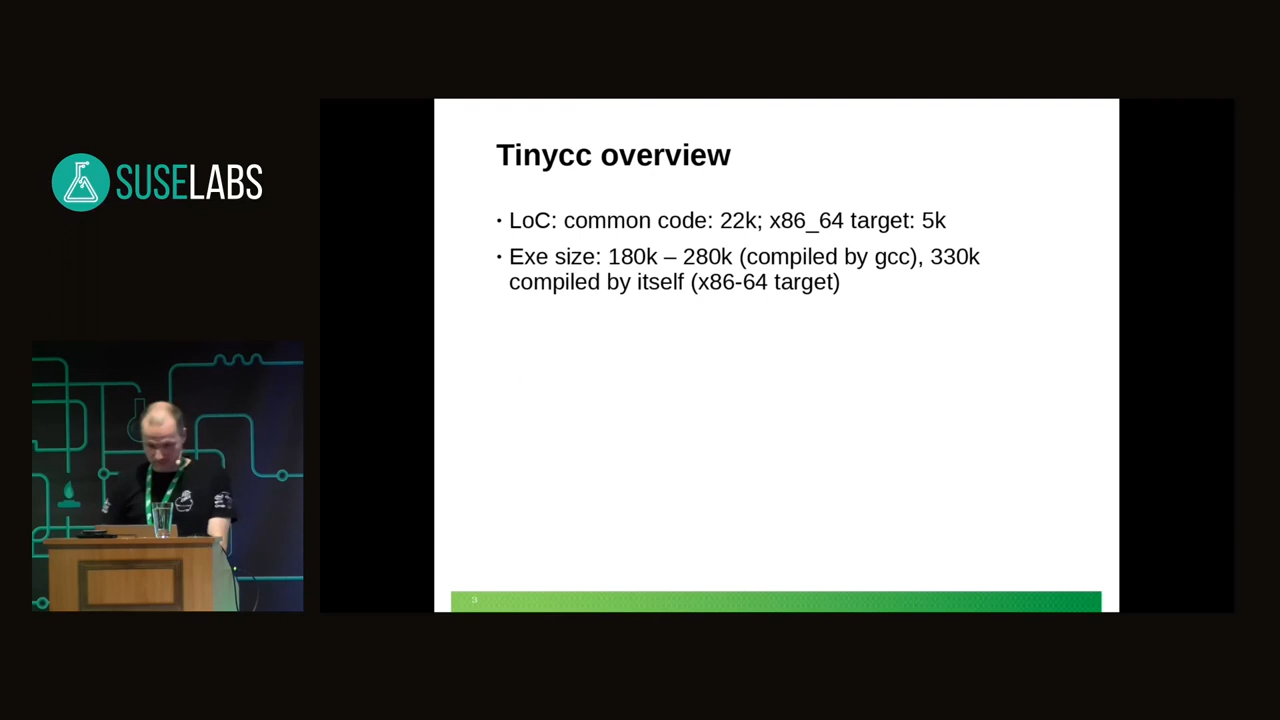 SUSELABS
Tinycc overview
• LoC: common code: 22k; x86_64 target: 5k
• Exe size: 180k – 280k (compiled by gcc), 330k
compiled by itself (x86-64 target)
3